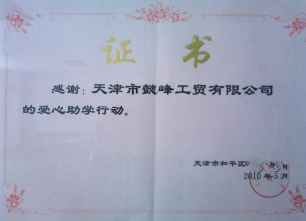 证书
感谢：天津市懿峰工贸有限公司
的爱心助学行动。
天津市和平区
2010年5月